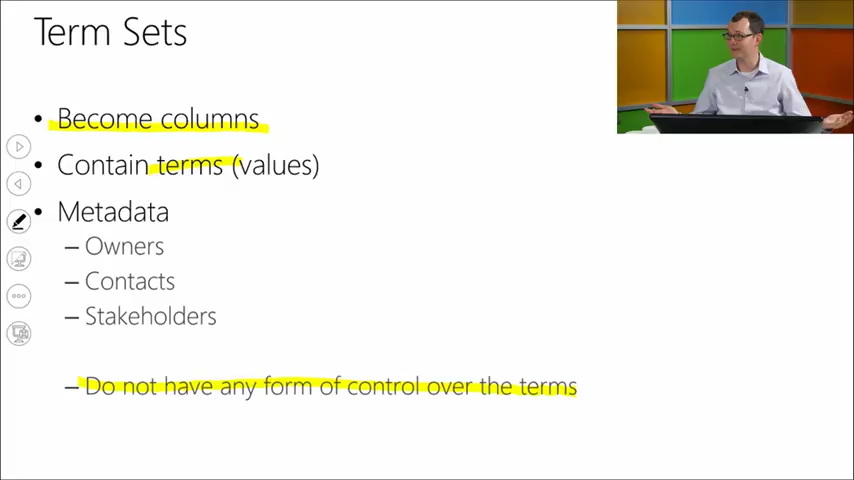 Term Sets
• Become columns
• Contain terms (values)
• Metadata
– Owners
– Contacts
– Stakeholders
– Do not have any form of control over the terms